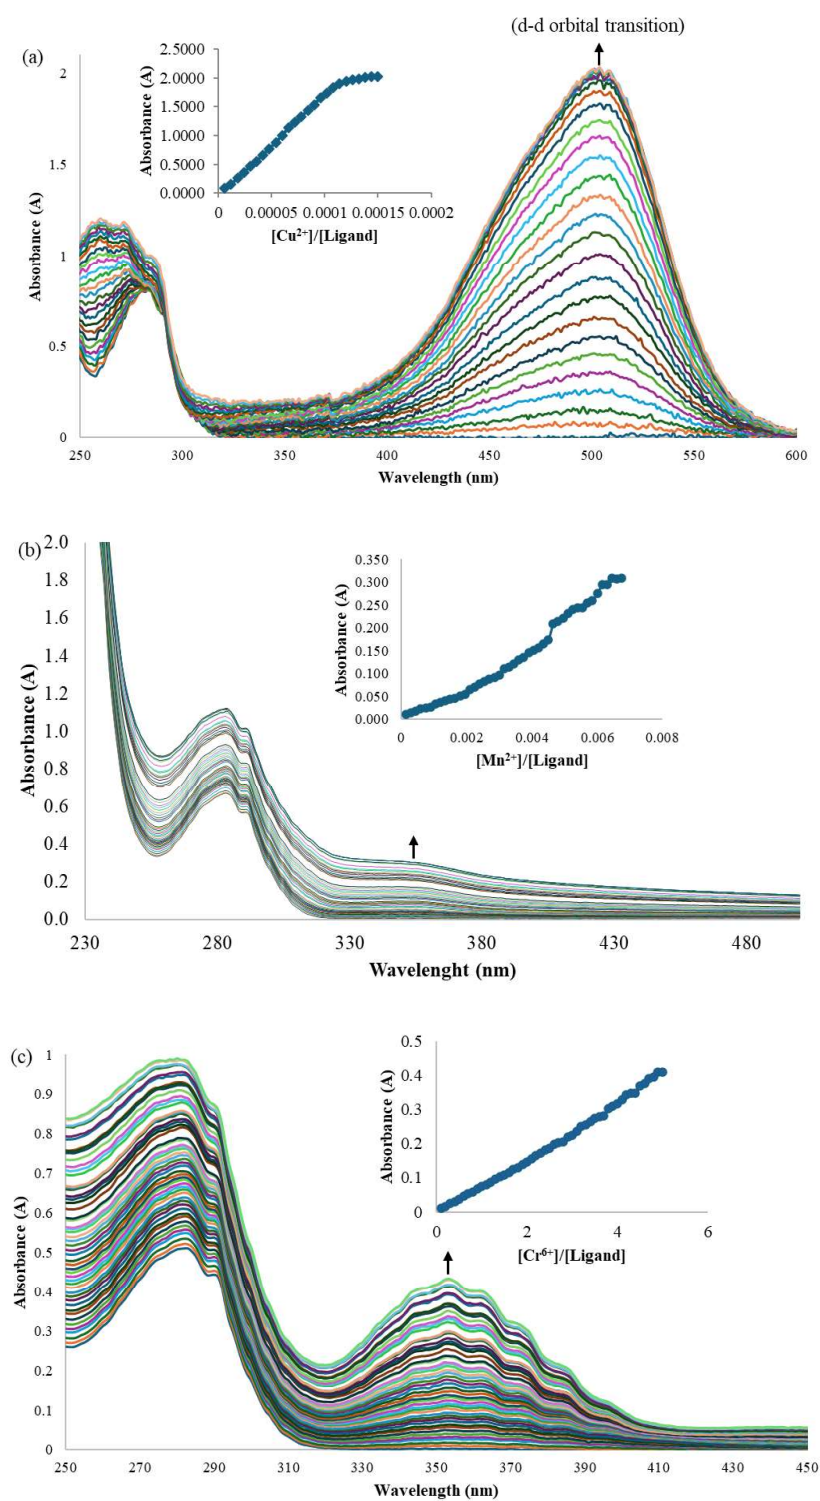 (d-d orbital transition)
(a)
2.5000
2.0000
1.5000
1.0000
0.5000
0.0000
Absorbance (A)
0 0.000005 0.0001 0.00015 0.0002
[Cu²⁺]/[Ligand]
2
1.5
1
0.5
0
Absorbance (A)
250 300 350 400 450 500 550 600
Wavelength (nm)
(b)
2.0
1.8
1.6
1.4
1.2
1.0
0.8
0.6
0.4
0.2
0.0
Absorbance (A)
0.350
0.300
0.250
0.200
0.150
0.100
0.050
0.000
Absorbance (A)
0 0.002 0.004 0.006 0.008
[Mn²⁺]/[Ligand]
230 280 330 380 430 480
Wavelenght (nm)
(c)
1
0.9
0.8
0.7
0.6
0.5
0.4
0.3
0.2
0.1
0
Absorbance (A)
0.5
0.4
0.3
0.2
0.1
0
Absorbance (A)
0 2 4 6
[Cr⁶⁺]/[Ligand]
250 270 290 310 330 350 370 390 410 430 450
Wavelength (nm)